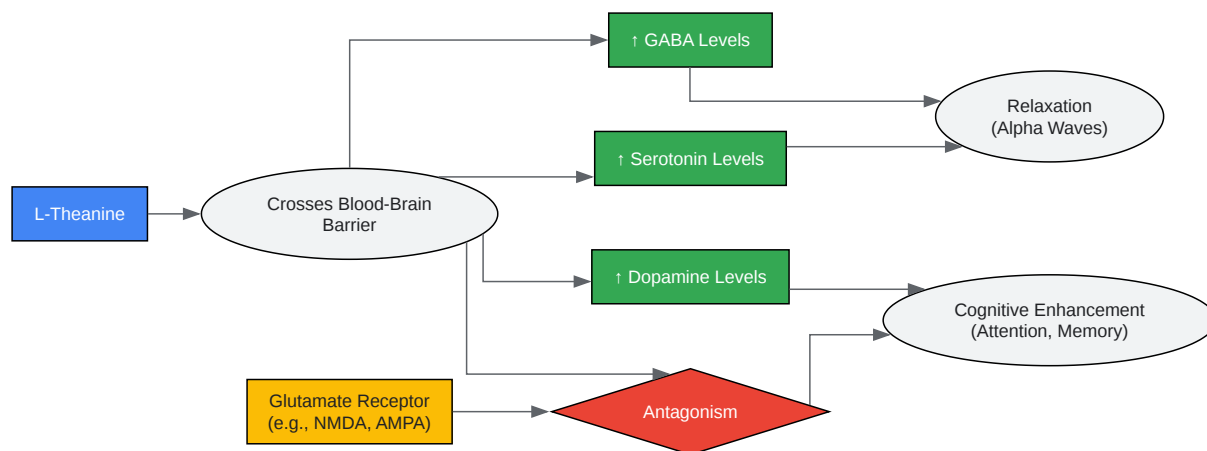 ↑ GABA Levels
Relaxation
(Alpha Waves)
↑ Serotonin Levels
L-Theanine
Crosses Blood-Brain
Barrier
↑ Dopamine Levels
Cognitive Enhancement
(Attention, Memory)
Glutamate Receptor
(e.g., NMDA, AMPA)
Antagonism